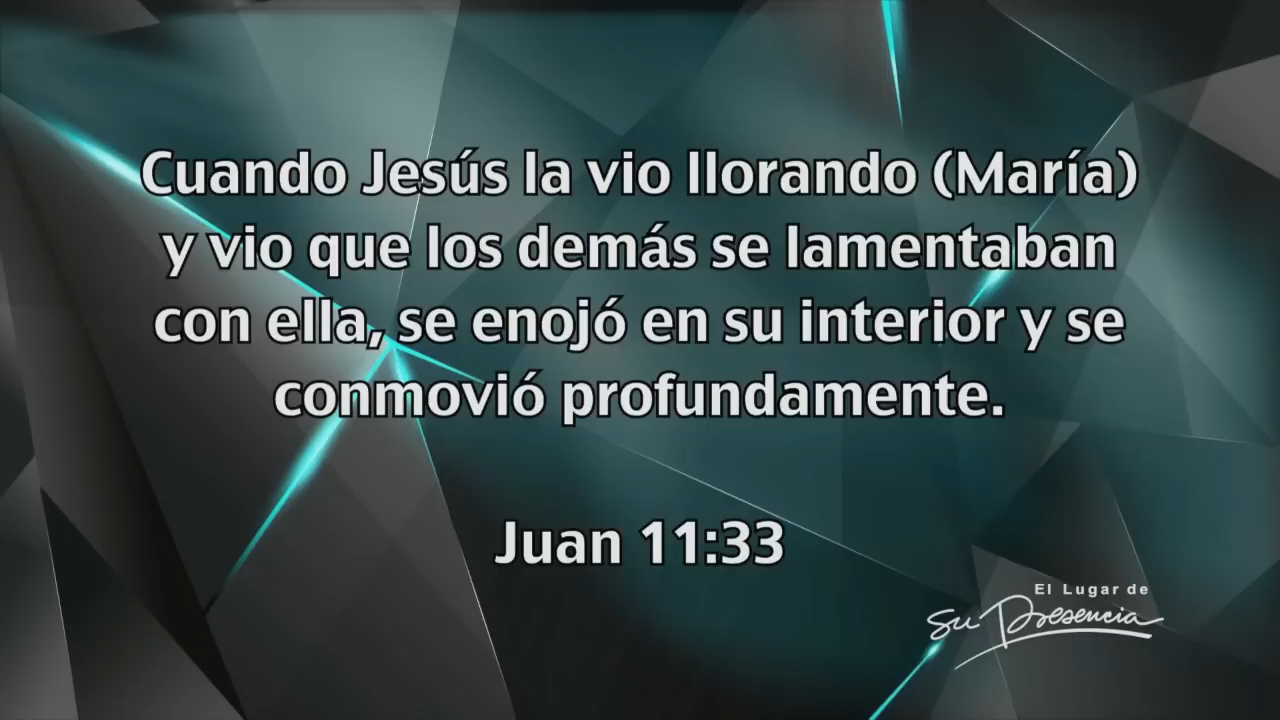 Cuando Jesús la vio llorando (María)
y vio que los demás se lamentaban
con ella, se enojó en su interior y se
conmovió profundamente.
Juan 11:33
El Lugar de
Su Presencia